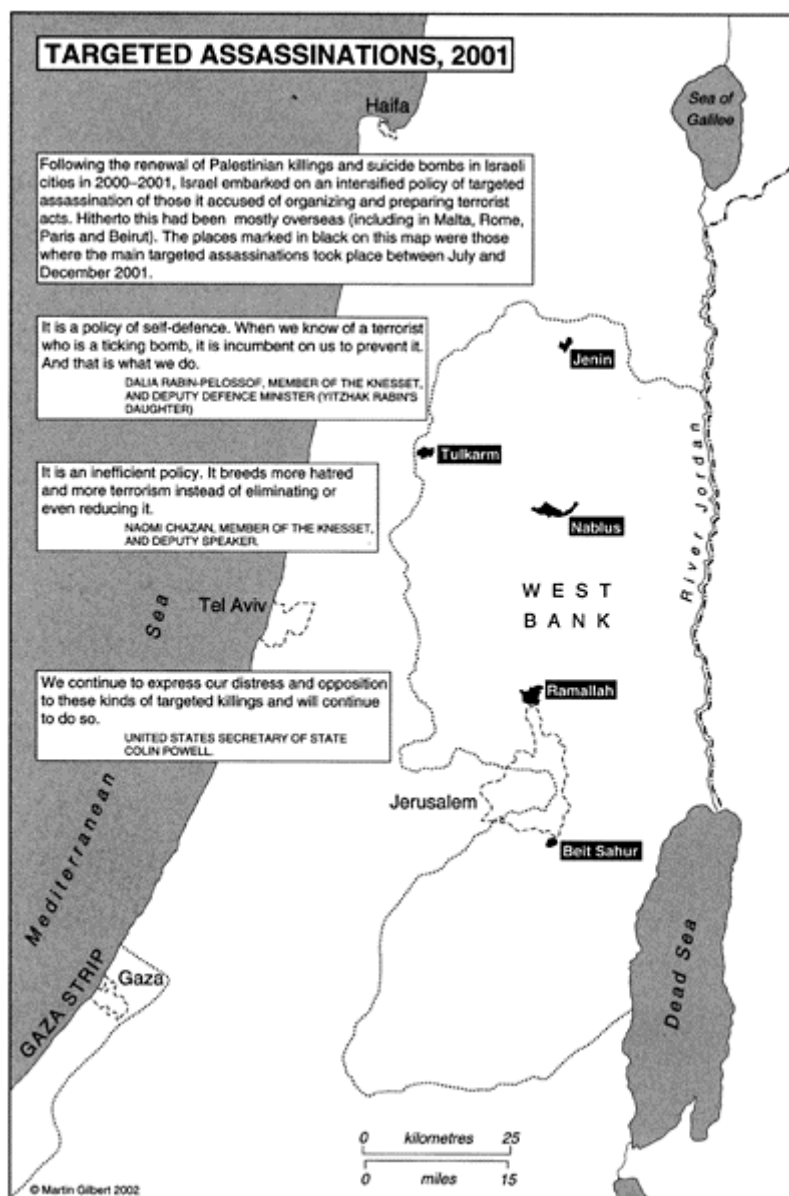 TARGETED ASSASSINATIONS, 2001
Haifa
Sea of
Galilee
Following the renewal of Palestinian killings and suicide bombs in Israeli
cities in 2000–2001, Israel embarked on an intensified policy of targeted
assassination of those it accused of organizing and preparing terrorist
acts. Hitherto this had been mostly overseas (including in Malta, Rome,
Paris and Beirut). The places marked in black on this map were those
where the main targeted assassinations took place between July and
December 2001.
It is a policy of self-defence. When we know of a terrorist
who is a ticking bomb, it is incumbent on us to prevent it.
And that is what we do.
DALIA RABIN-PELOSSOF, MEMBER OF THE KNESSET,
AND DEPUTY DEFENCE MINISTER (YITZHAK RABIN'S
DAUGHTER)
Jenin
Tulkarm
It is an inefficient policy. It breeds more hatred
and more terrorism instead of eliminating or
even reducing it.
NAOMI CHAZAN, MEMBER OF THE KNESSET,
AND DEPUTY SPEAKER.
Nablus
River Jordan
WEST
BANK
Tel Aviv
We continue to express our distress and opposition
to these kinds of targeted killings and will continue
to do so.
UNITED STATES SECRETARY OF STATE
COLIN POWELL.
Ramallah
Jerusalem
Beit Sahur
Mediterranean Sea
GAZA STRIP
Gaza
Dead Sea
0 kilometres 25
0 miles 15
© Martin Gilbert 2002